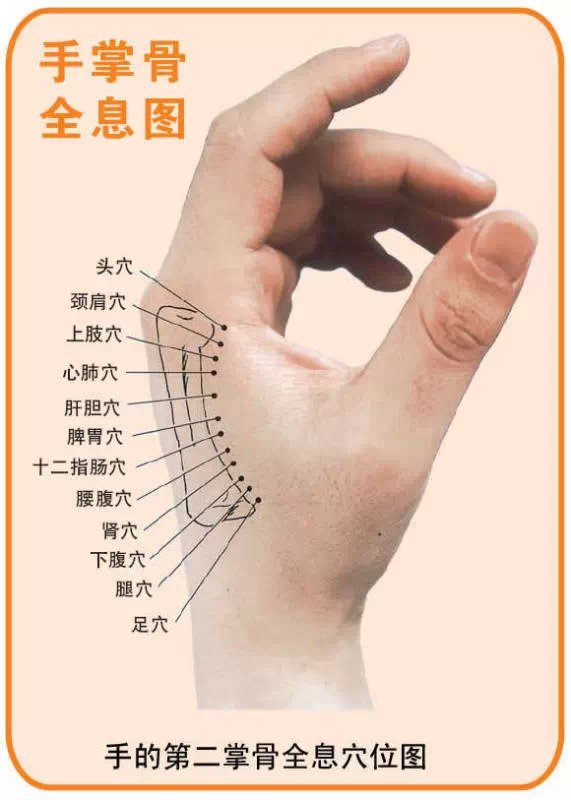 手掌骨
全息图
头穴
颈肩穴
上肢穴
心肺穴
肝胆穴
脾胃穴
十二指肠穴
腰腹穴
肾穴
下腹穴
腿穴
足穴
手的第二掌骨全息穴位图